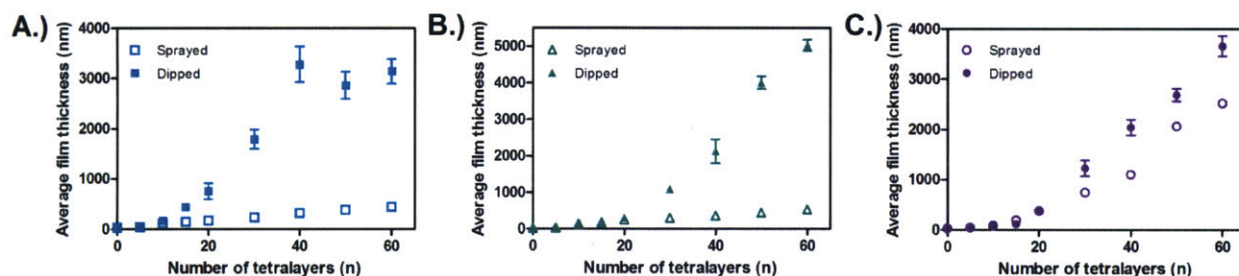 A.)
Average film thickness (nm)
4000
3000
2000
1000
0
Sprayed
Dipped
0 20 40 60
Number of tetralayers (n)
B.)
Average film thickness (nm)
5000
4000
3000
2000
1000
0
Sprayed
Dipped
0 20 40 60
Number of tetralayers (n)
C.)
Average film thickness (nm)
4000
3000
2000
1000
0
Sprayed
Dipped
0 20 40 60
Number of tetralayers (n)